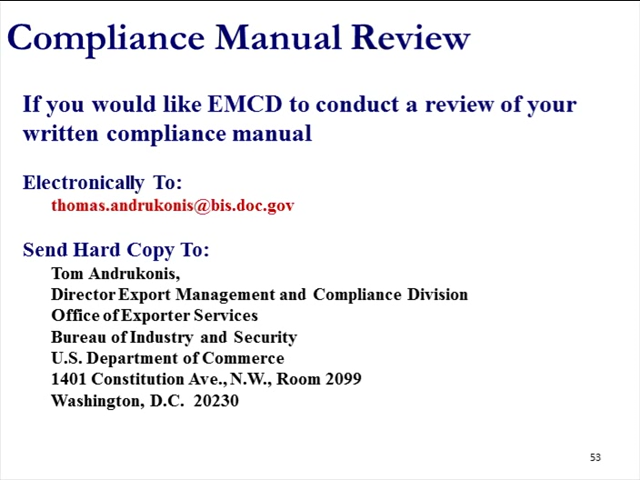 Compliance Manual Review
If you would like EMCD to conduct a review of your
written compliance manual
Electronically To:
thomas.andrukonis@bis.doc.gov
Send Hard Copy To:
Tom Andrukonis,
Director Export Management and Compliance Division
Office of Exporter Services
Bureau of Industry and Security
U.S. Department of Commerce
1401 Constitution Ave., N.W., Room 2099
Washington, D.C. 20230
53